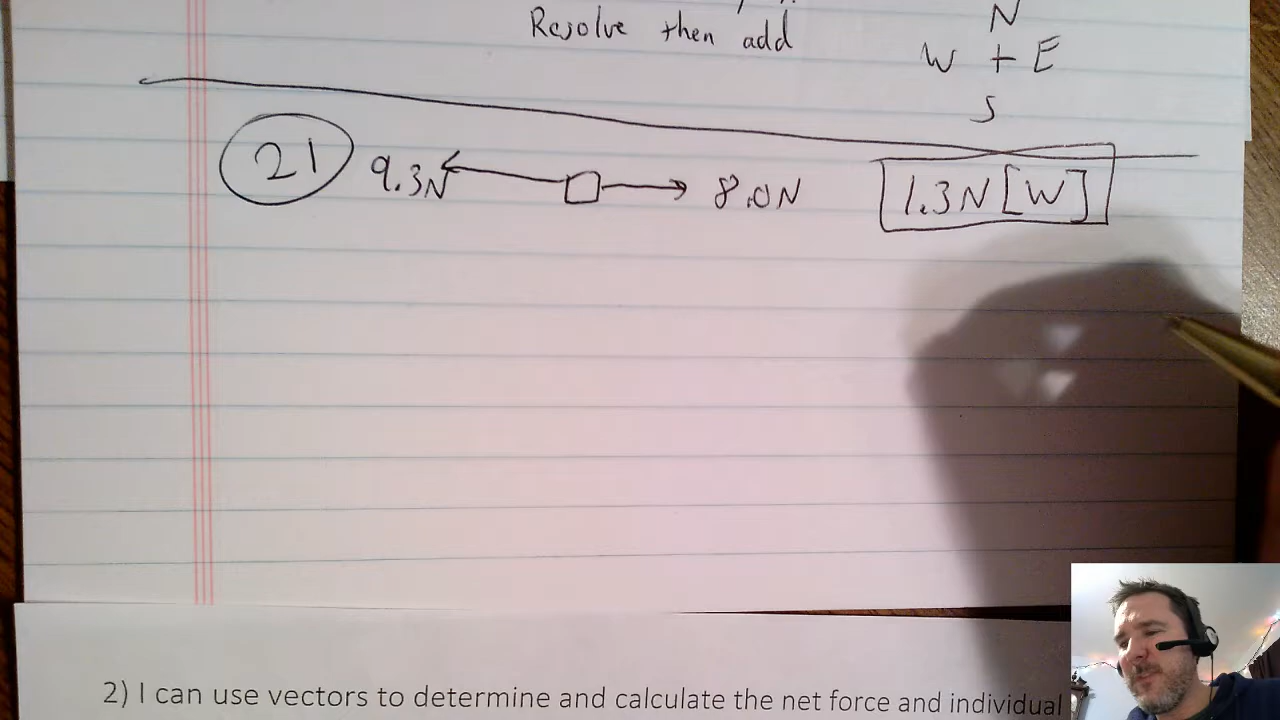 Resolve then add
N
W + E
S
21 9.3N 8.0N 1.3N [W]
2) I can use vectors to determine and calculate the net force and individual